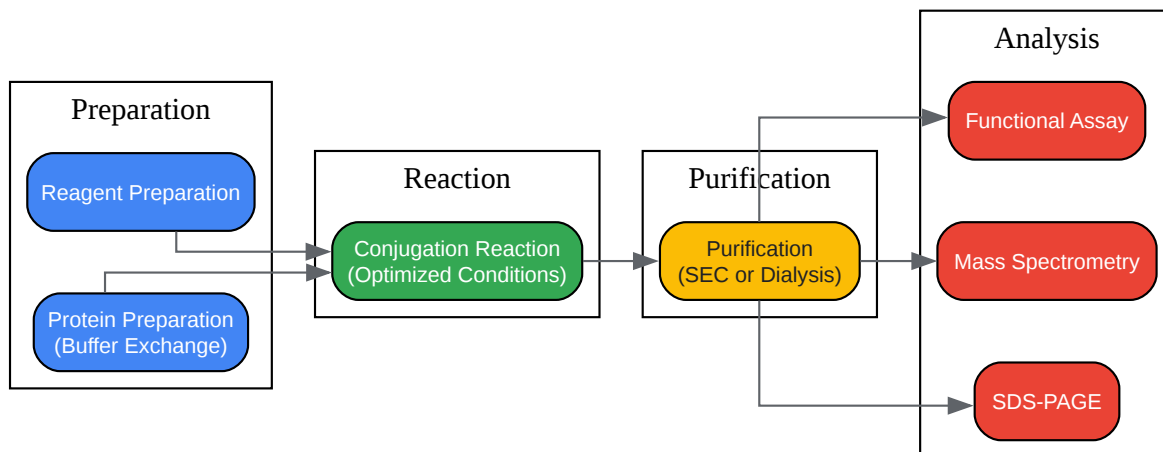 Preparation
Reagent Preparation
Protein Preparation
(Buffer Exchange)
Reaction
Conjugation Reaction
(Optimized Conditions)
Purification
Purification
(SEC or Dialysis)
Analysis
Functional Assay
Mass Spectrometry
SDS-PAGE